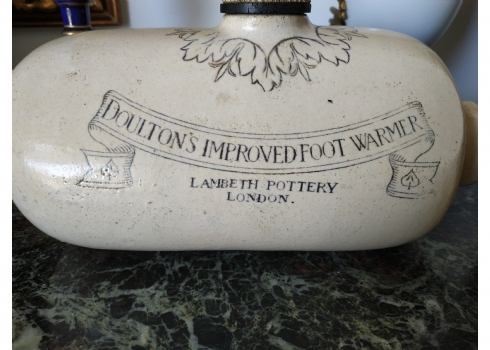 DOULTON'S IMPROVED FOOT WARMER
LAMBETH POTTERY
LONDON.